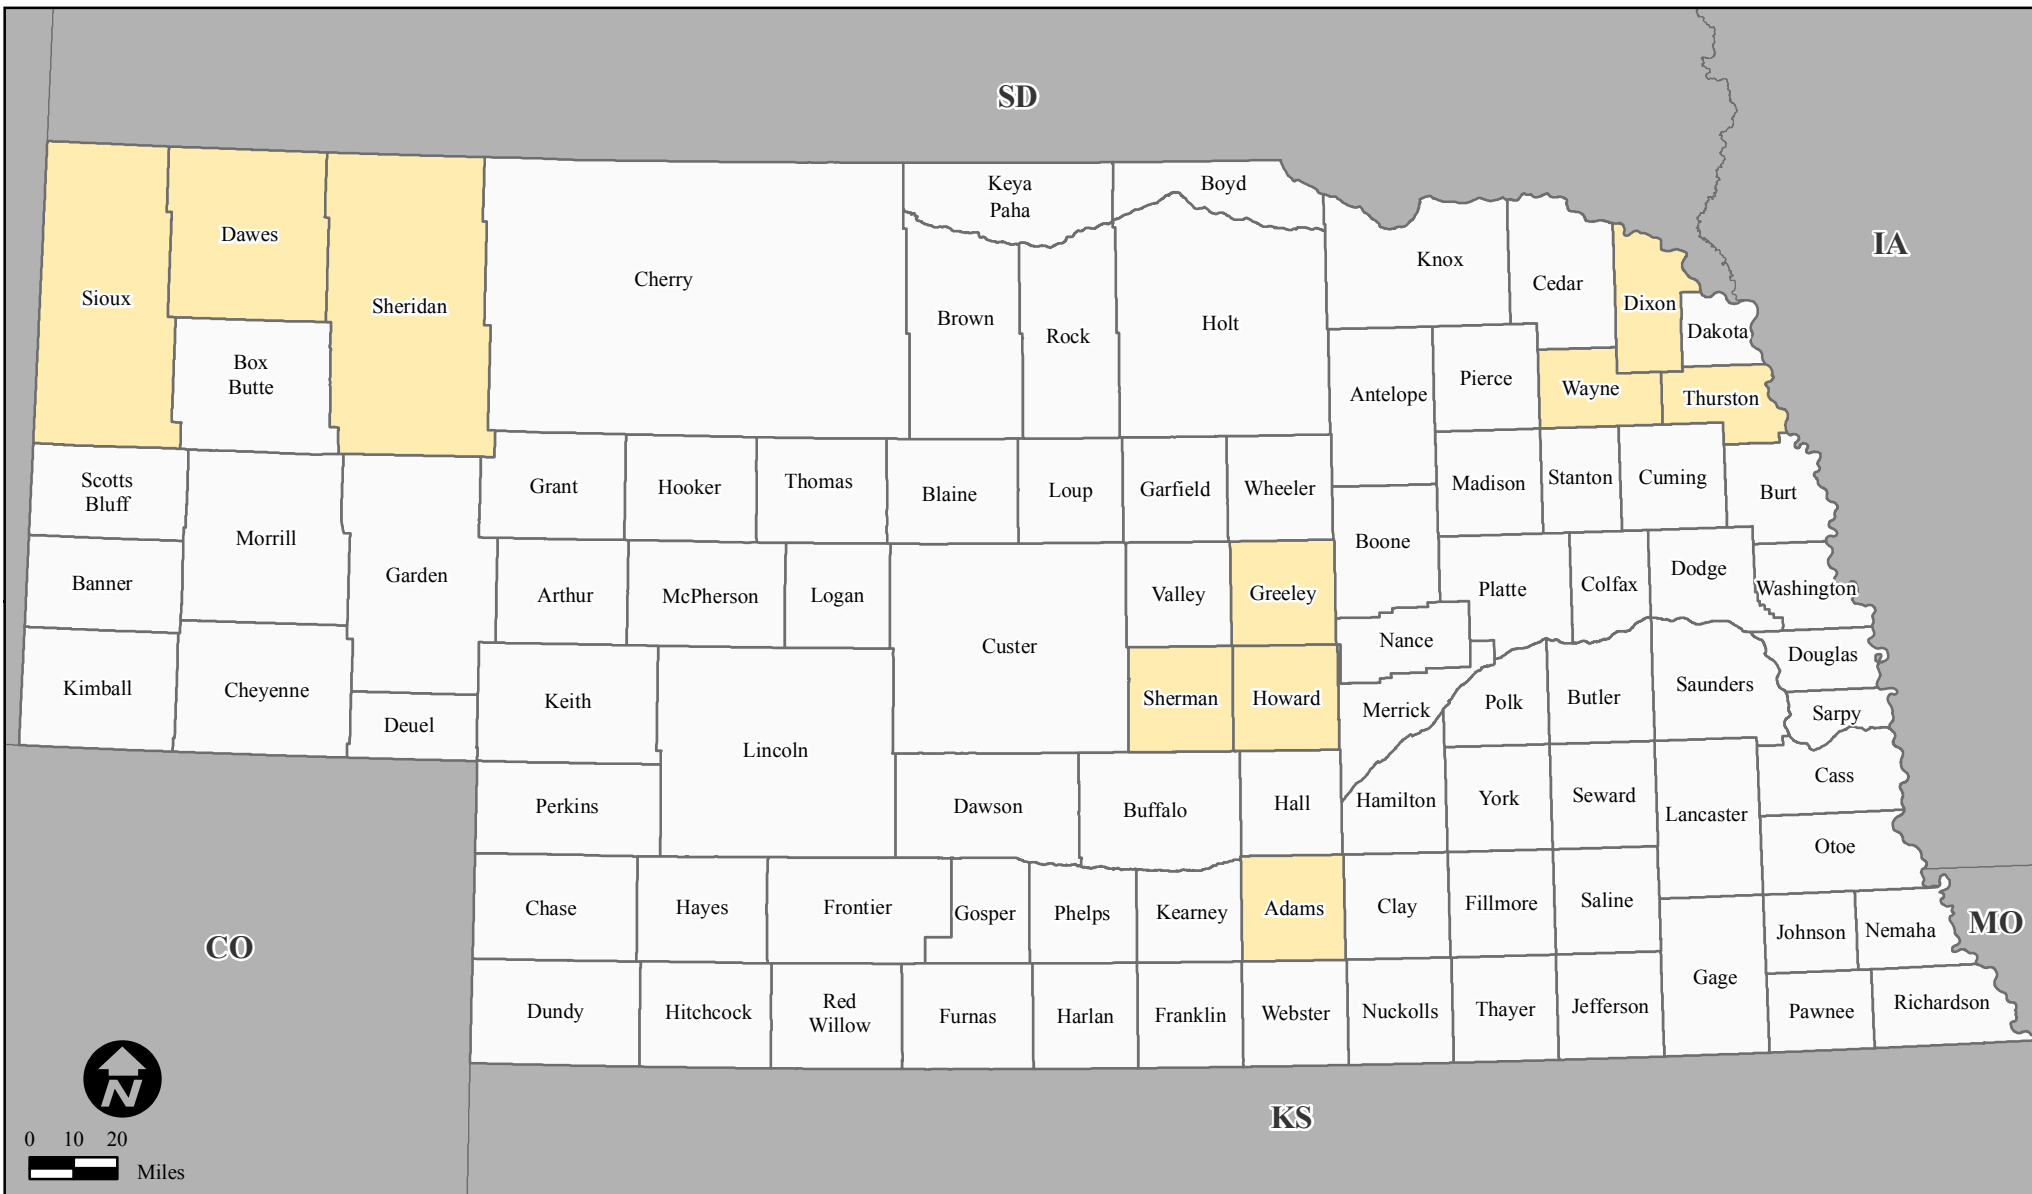 SD
IA
Keya
Paha
Boyd
Dawes
Sioux
Sheridan
Cherry
Knox
Cedar
Dixon
Dakota
Brown
Rock
Holt
Box
Butte
Antelope
Pierce
Wayne
Thurston
Scotts
Bluff
Morrill
Grant
Hooker
Thomas
Blaine
Loup
Garfield
Wheeler
Madison
Stanton
Cuming
Burt
Boone
Banner
Garden
Arthur
McPherson
Logan
Valley
Greeley
Platte
Colfax
Dodge
Washington
Custer
Nance
Douglas
Kimball
Cheyenne
Keith
Sherman
Howard
Merrick
Polk
Butler
Saunders
Sarpy
Deuel
Lincoln
Perkins
Dawson
Buffalo
Hall
Hamilton
York
Seward
Lancaster
Cass
Otoe
Chase
Hayes
Frontier
Gosper
Phelps
Kearney
Adams
Clay
Fillmore
Saline
Johnson
Nemaha
MO
CO
Gage
Dundy
Hitchcock
Red
Willow
Furnas
Harlan
Franklin
Webster
Nuckolls
Thayer
Jefferson
Pawnee
Richardson
N
KS
0 10 20
Miles